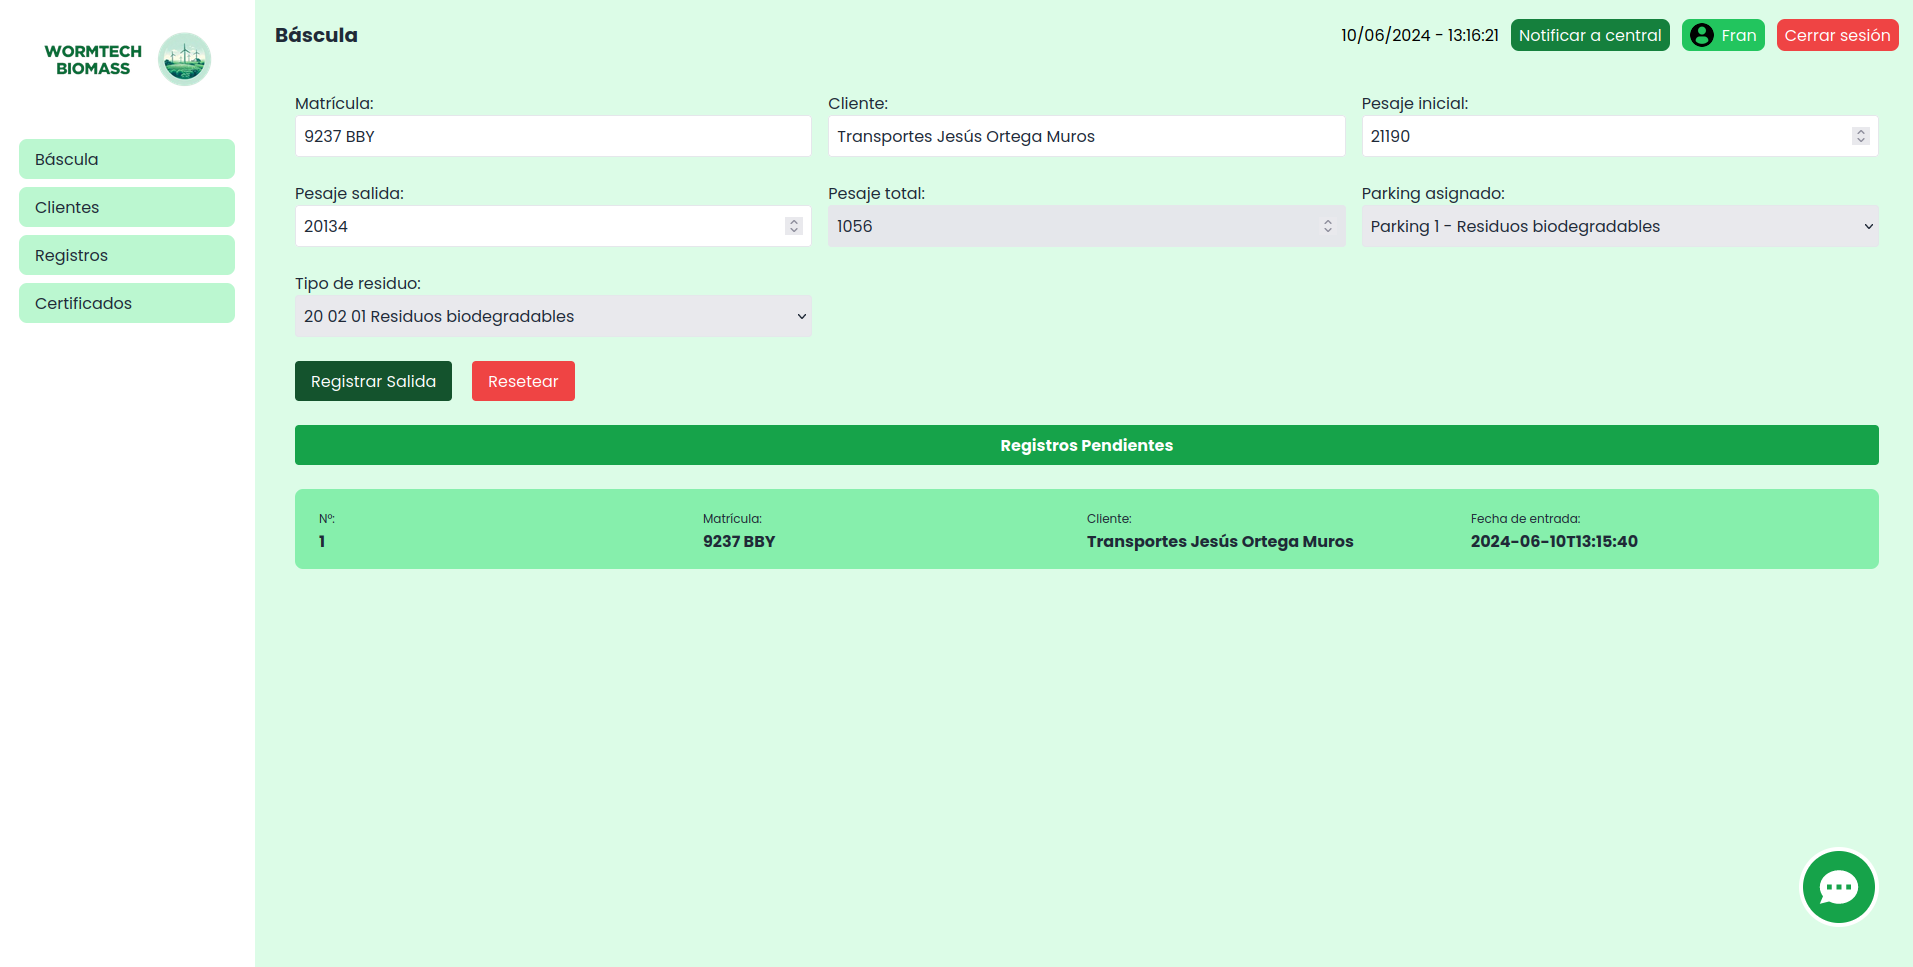 WORMTECH
BIOMASS
Báscula
Clientes
Registros
Certificados
Báscula
10/06/2024 - 13:16:21
Notificar a central
Fran
Cerrar sesión
Matrícula:
9237 BBY
Cliente:
Transportes Jesús Ortega Muros
Pesaje inicial:
21190
Pesaje salida:
20134
Pesaje total:
1056
Parking asignado:
Parking 1 - Residuos biodegradables
Tipo de residuo:
20 02 01 Residuos biodegradables
Registrar Salida
Resetear
Registros Pendientes
Nº:
1
Matrícula:
9237 BBY
Cliente:
Transportes Jesús Ortega Muros
Fecha de entrada:
2024-06-10T13:15:40